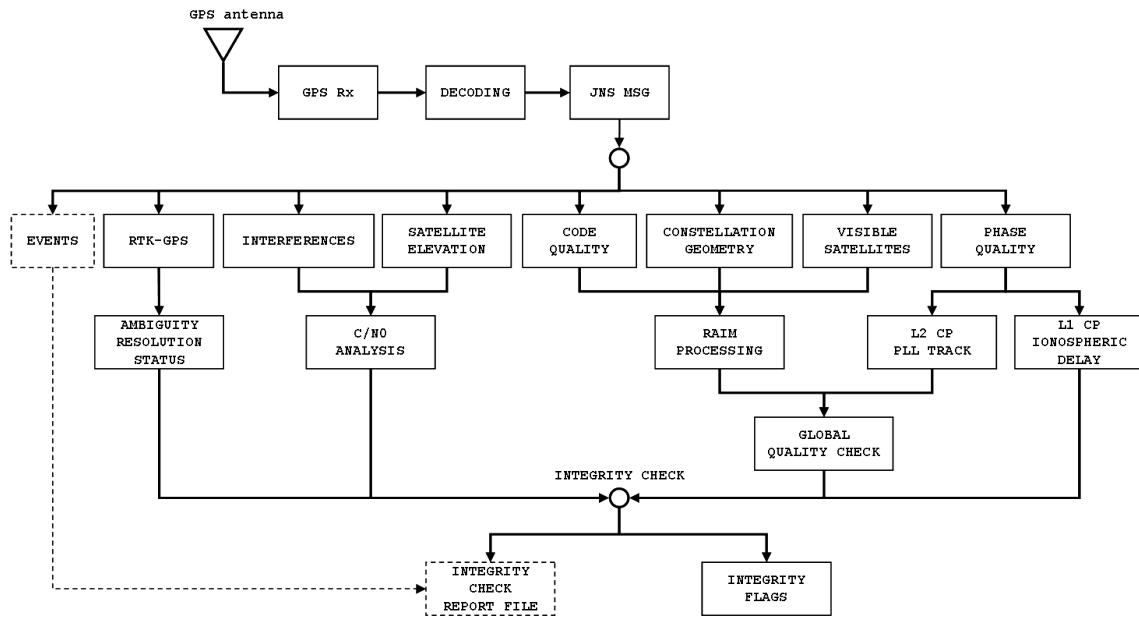 GPS antenna
GPS Rx
DECODING
JNS MSG
EVENTS
RTK-GPS
INTERFERENCES
SATELLITE
ELEVATION
CODE
QUALITY
CONSTELLATION
GEOMETRY
VISIBLE
SATELLITES
PHASE
QUALITY
AMBIGUITY
RESOLUTION
STATUS
C/N0
ANALYSIS
RAIM
PROCESSING
L2 CP
PLL TRACK
L1 CP
IONOSPHERIC
DELAY
GLOBAL
QUALITY CHECK
INTEGRITY CHECK
INTEGRITY
CHECK
REPORT FILE
INTEGRITY
FLAGS